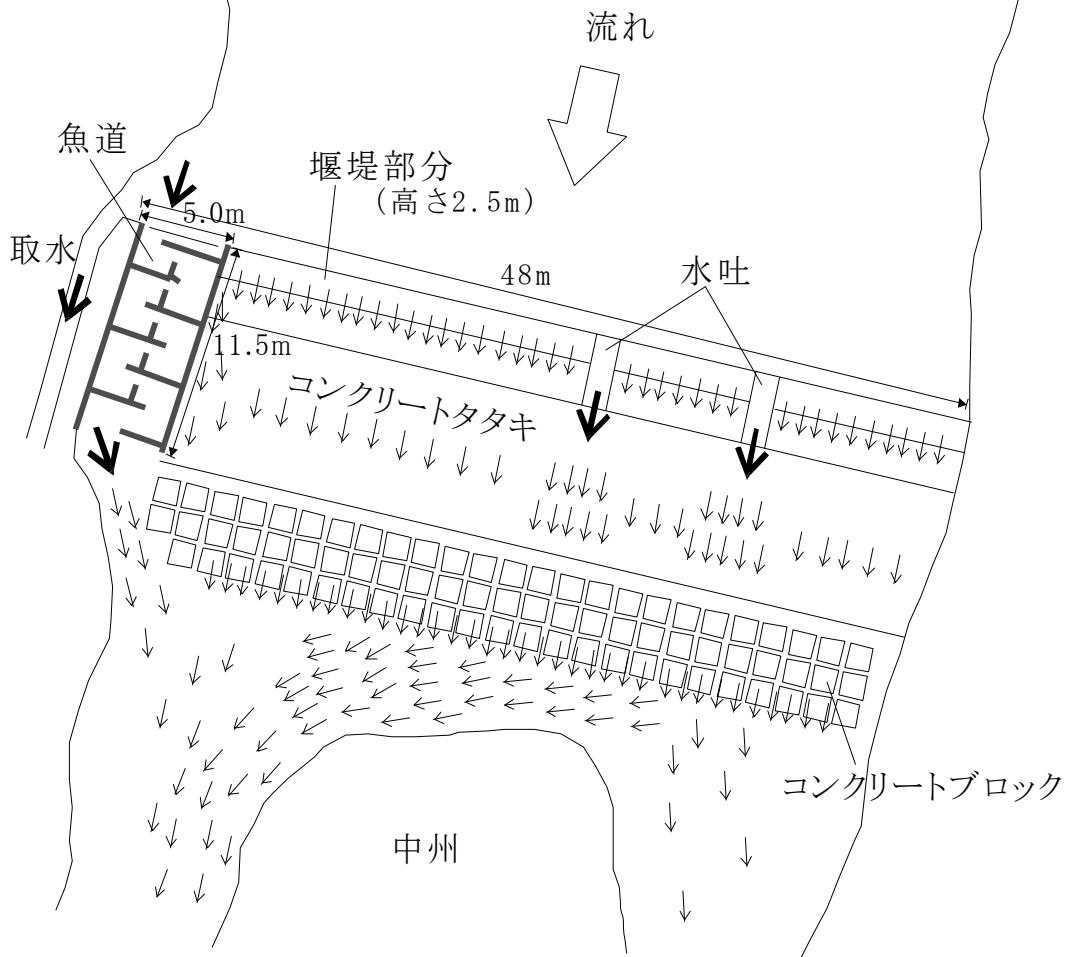 流れ
魚道
堰堤部分
(高さ2.5m)
5.0m
取水
48m
水吐
11.5m
コンクリートタタキ
コンクリートブロック
中州